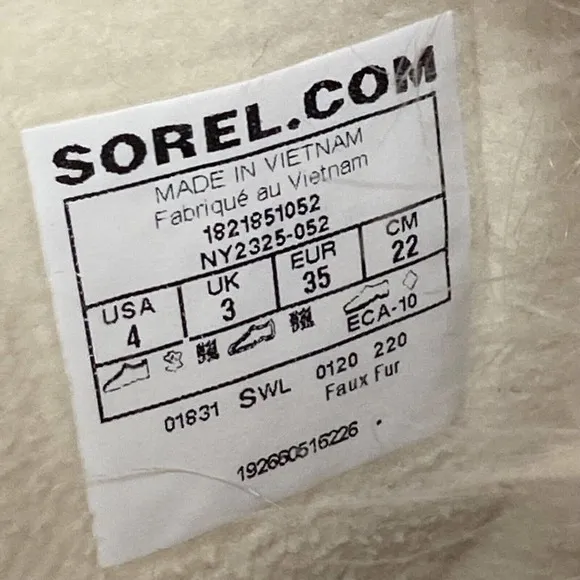 SOREL.COM
MADE IN VIETNAM
Fabriqué au Vietnam
1821851052
NY2325-052
USA UK EUR CM
4 3 35 22
ECA-10
01831 SWL 0120 220
Faux Fur
192660516226